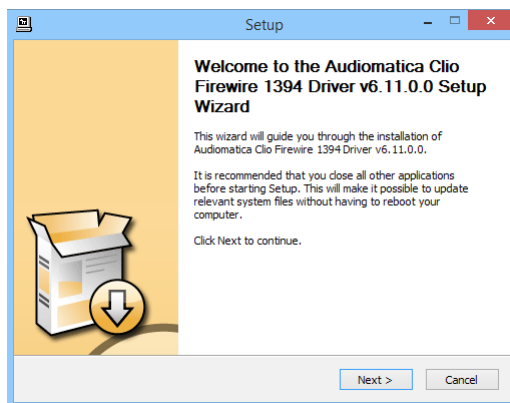 Setup
Welcome to the Audiomatica Clio
Firewire 1394 Driver v6.11.0.0 Setup
Wizard
This wizard will guide you through the installation of
Audiomatica Clio Firewire 1394 Driver v6.11.0.0.
It is recommended that you close all other applications
before starting Setup. This will make it possible to update
relevant system files without having to reboot your
computer.
Click Next to continue.
Next >
Cancel